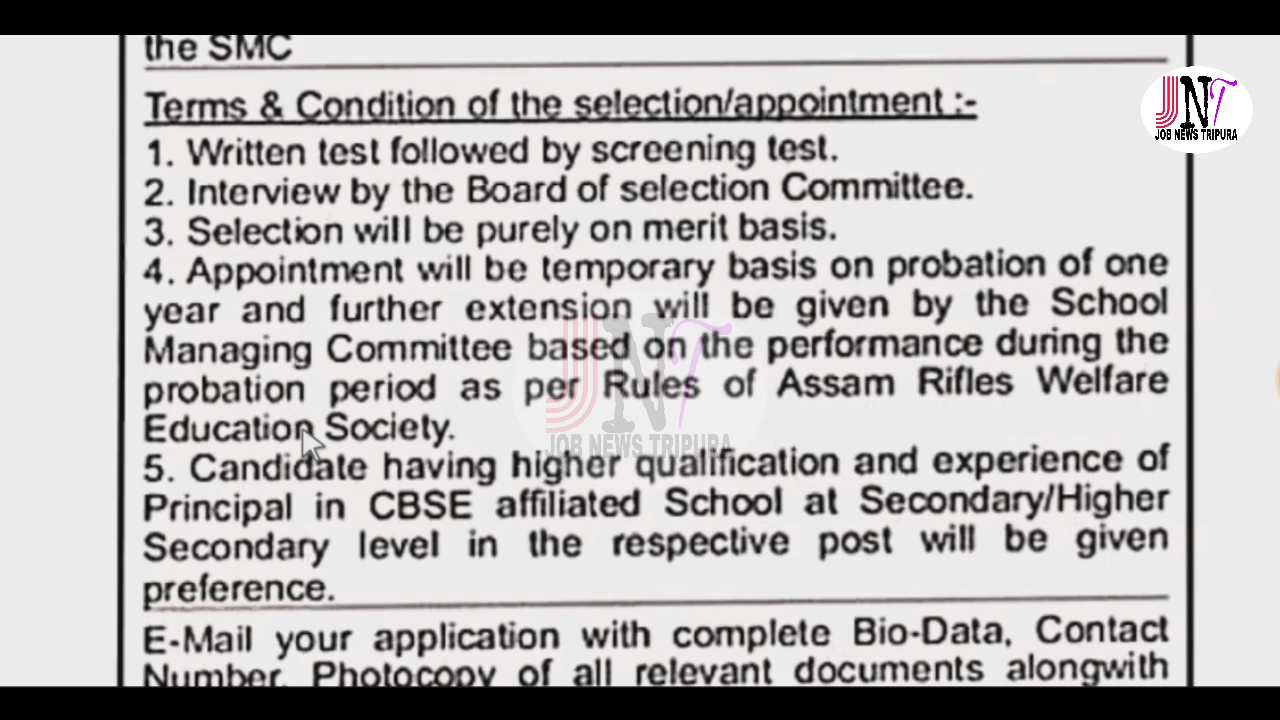 the SMC
Terms & Condition of the selection/appointment :-
1. Written test followed by screening test.
2. Interview by the Board of selection Committee.
3. Selection will be purely on merit basis.
4. Appointment will be temporary basis on probation of one
year and further extension will be given by the School
Managing Committee based on the performance during the
probation period as per Rules of Assam Rifles Welfare
Education Society.
5. Candidate having higher qualification and experience of
Principal in CBSE affiliated School at Secondary/Higher
Secondary level in the respective post will be given
preference.
E-Mail your application with complete Bio-Data, Contact
Number, Photocopy of all relevant documents alongwith
JNT
JOB NEWS TRIPURA
JNT
JOB NEWS TRIPURA